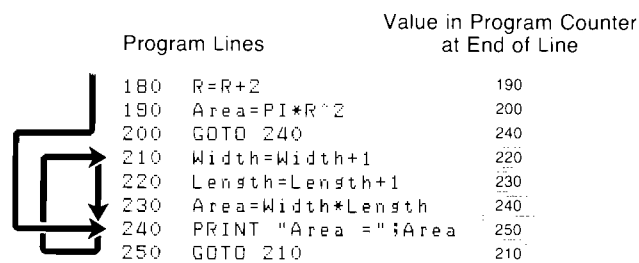 Program Lines Value in Program Counter at End of Line
180 R=R+2 190
190 Area=PI*R^2 200
200 GOTO 240 240
210 Width=Width+1 220
220 Length=Length+1 230
230 Area=Width*Length 240
240 PRINT "Area =";Area 250
250 GOTO 210 210